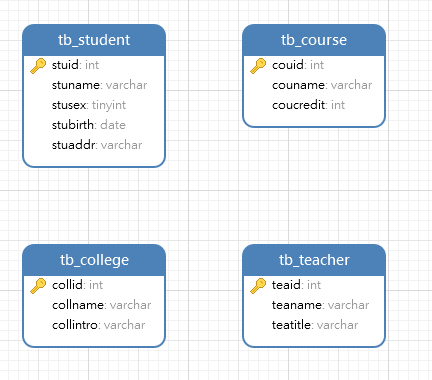 tb_student
stuid: int
stuname: varchar
stusex: tinyint
stubirth: date
stuaddr: varchar
tb_course
couid: int
couname: varchar
coucredit: int
tb_college
collid: int
collname: varchar
collintro: varchar
tb_teacher
teaid: int
teaname: varchar
teatitle: varchar